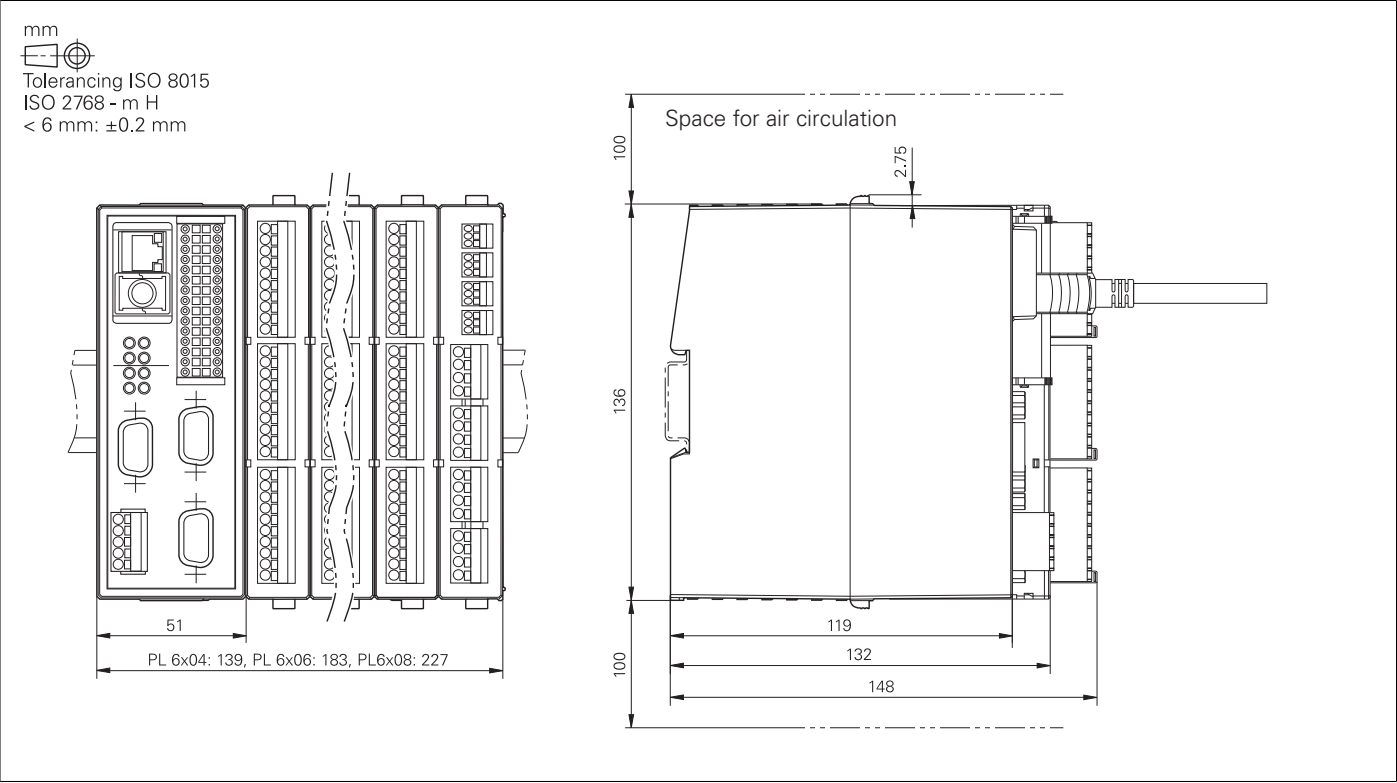 mm
Tolerancing ISO 8015
ISO 2768 - m H
< 6 mm: ±0.2 mm
Space for air circulation
100
2.75
136
51
PL 6x04: 139, PL 6x06: 183, PL6x08: 227
119
132
148
100